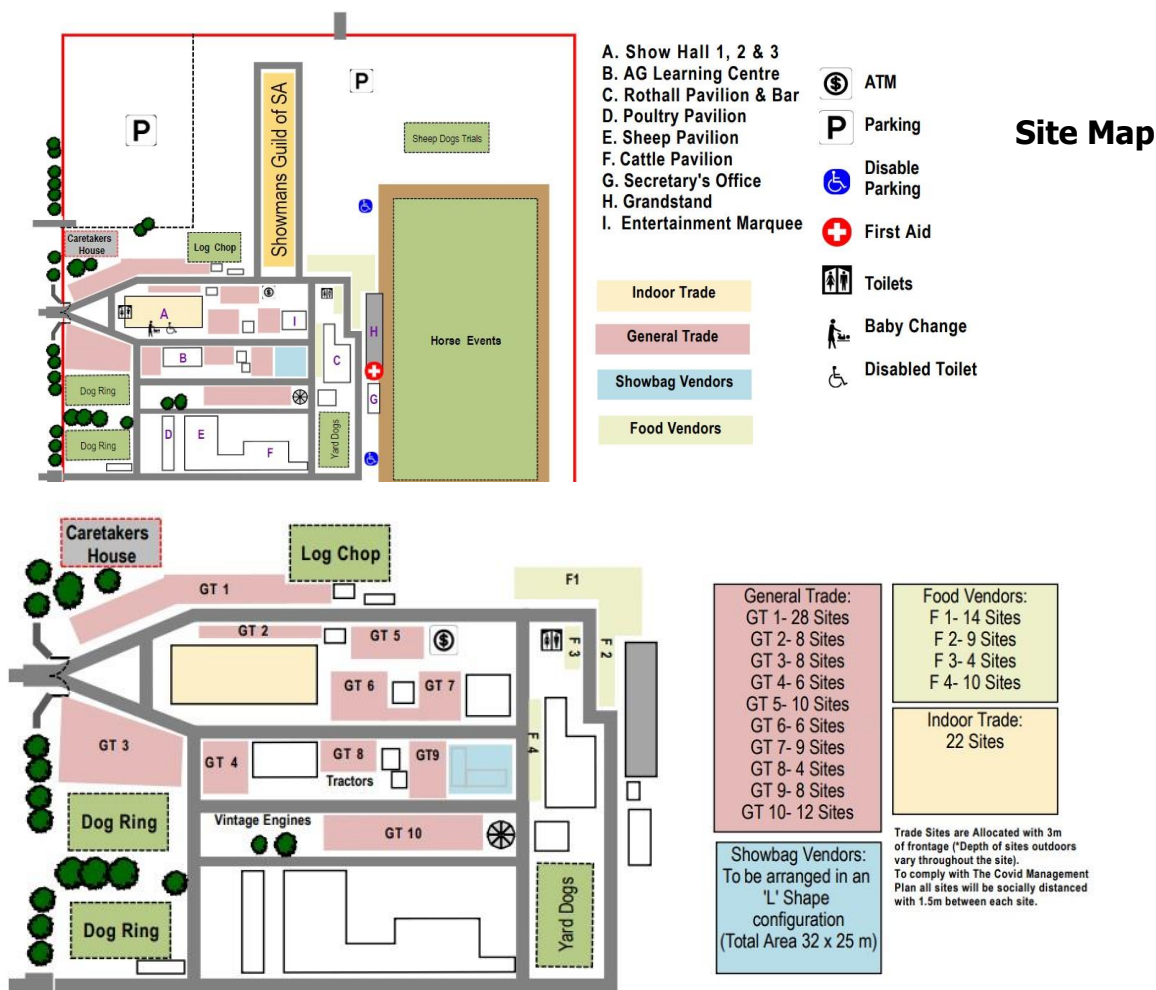 Site Map
A. Show Hall 1, 2 & 3
B. AG Learning Centre
C. Rothall Pavilion & Bar
D. Poultry Pavilion
E. Sheep Pavilion
F. Cattle Pavilion
G. Secretary's Office
H. Grandstand
I. Entertainment Marquee
ATM
P
Parking
Disable
Parking
First Aid
Toilets
Baby Change
Disabled Toilet
Indoor Trade
General Trade
Showbag Vendors
Food Vendors
P
P
Showmans Guild of SA
Sheep Dogs Trials
Caretakers
House
Log Chop
A
I
H
Horse Events
B
C
G
Dog Ring
Dog Ring
D
E
F
Yard Dogs
Caretakers
House
Log Chop
GT 1
F1
GT 2
GT 5
F 3
F 2
GT 6
GT 7
GT 3
GT 4
GT 8
GT9
F 4
Tractors
Vintage Engines
GT 10
Dog Ring
Dog Ring
Yard Dogs
General Trade:
GT 1- 28 Sites
GT 2- 8 Sites
GT 3- 8 Sites
GT 4- 6 Sites
GT 5- 10 Sites
GT 6- 6 Sites
GT 7- 9 Sites
GT 8- 4 Sites
GT 9- 8 Sites
GT 10- 12 Sites
Food Vendors:
F 1- 14 Sites
F 2- 9 Sites
F 3- 4 Sites
F 4- 10 Sites
Indoor Trade:
22 Sites
Showbag Vendors:
To be arranged in an
'L' Shape
configuration
(Total Area 32 x 25 m)
Trade Sites are Allocated with 3m
of frontage (*Depth of sites outdoors
vary throughout the site).
To comply with The Covid Management
Plan all sites will be socially distanced
with 1.5m between each site.